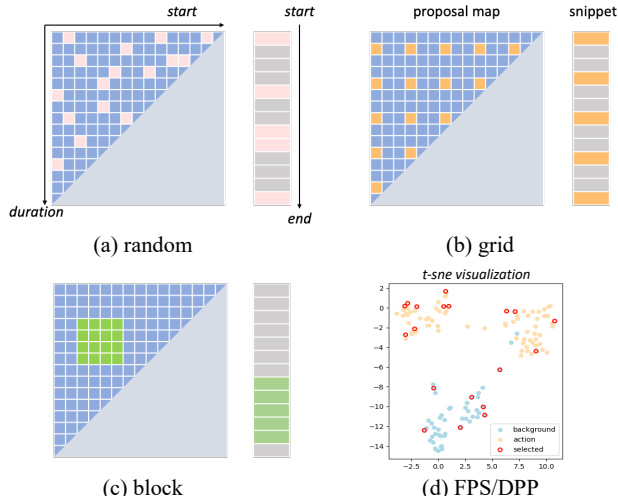 start
start
duration
end
(a) random
proposal map
snippet
(b) grid
(c) block
t-sne visualization
2
0
−2
−4
−6
−8
−10
−12
−14
−2.5 0.0 2.5 5.0 7.5 10.0
background
action
selected
(d) FPS/DPP